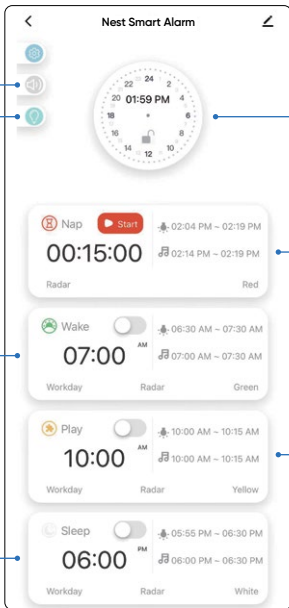 Nest Smart Alarm
24
22
2
20
01:59 PM
4
18
6
16
8
14
10
12
Nap
Start
02:04 PM ~ 02:19 PM
00:15:00
02:14 PM ~ 02:19 PM
Radar
Red
Wake
06:30 AM ~ 07:30 AM
07:00 AM
07:00 AM ~ 07:30 AM
Workday
Radar
Green
Play
10:00 AM ~ 10:15 AM
10:00 AM
10:00 AM ~ 10:15 AM
Workday
Radar
Yellow
Sleep
05:55 PM ~ 06:30 PM
06:00 PM
06:00 PM ~ 06:30 PM
Workday
Radar
White